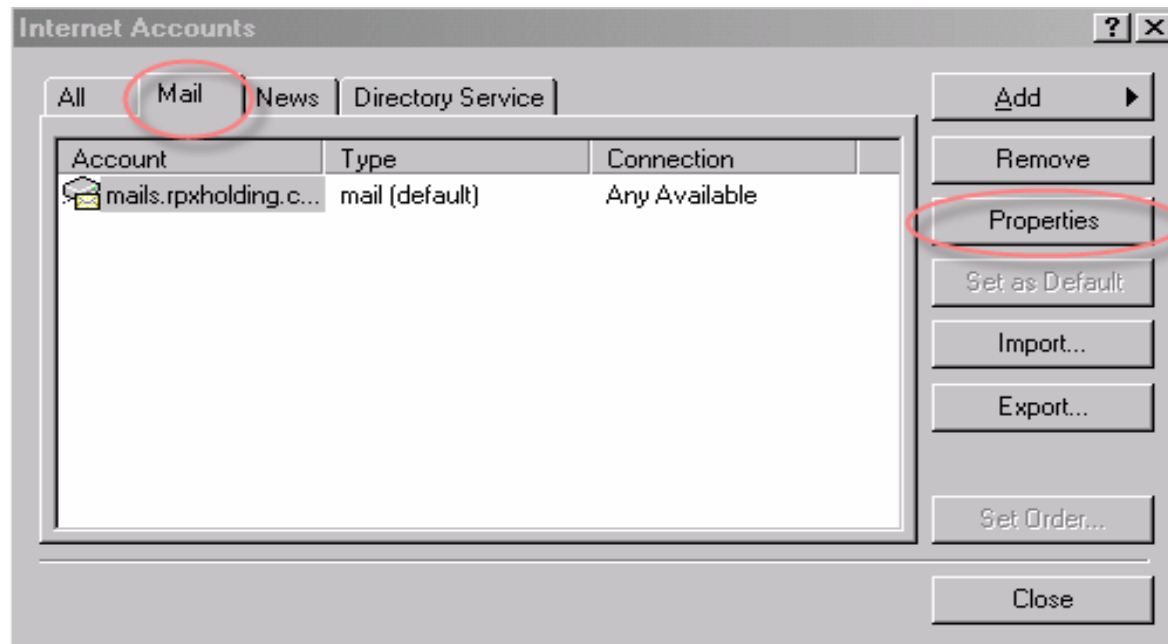 Internet Accounts
?
All Mail News Directory Service
Add
Account Type Connection
Remove
mails.rpxholding.c... mail (default) Any Available
Properties
Set as Default
Import...
Export...
Set Order...
Close